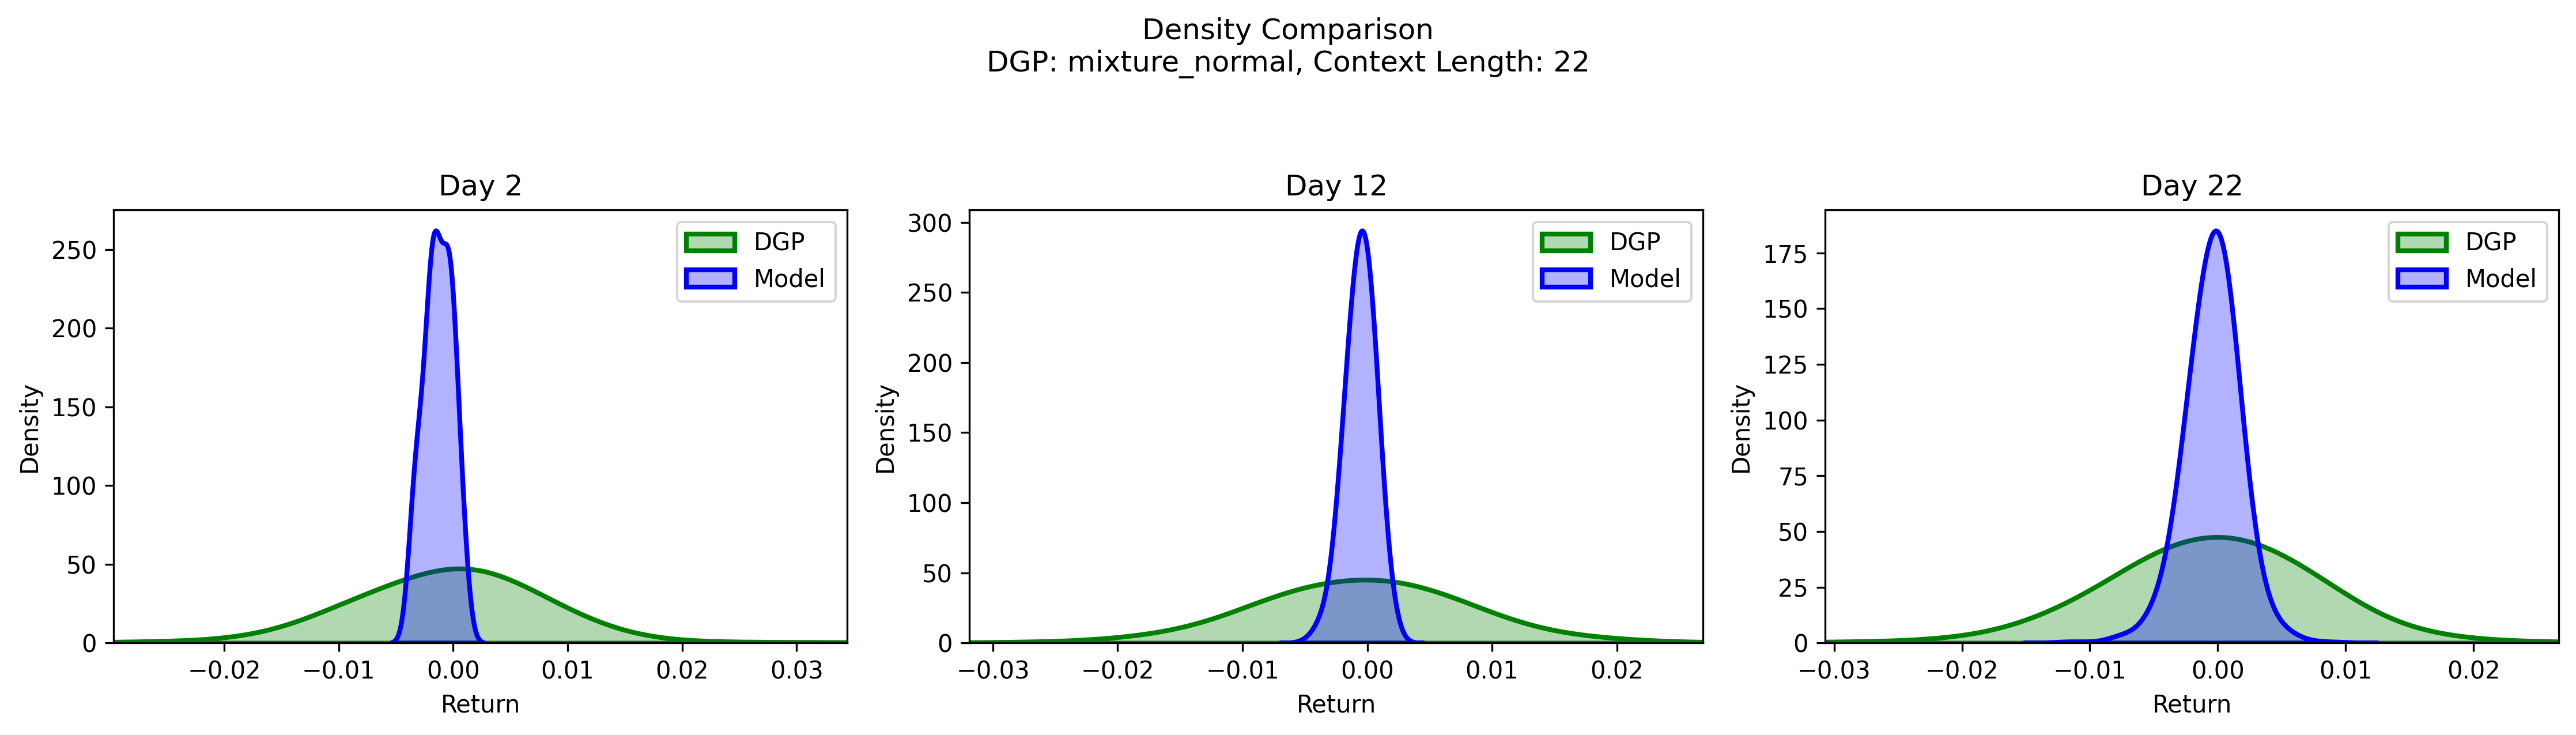 Density Comparison
DGP: mixture_normal, Context Length: 22
Day 2
Density
250
200
150
100
50
0
−0.02 −0.01 0.00 0.01 0.02 0.03
Return
DGP
Model
Day 12
Density
300
250
200
150
100
50
0
−0.03 −0.02 −0.01 0.00 0.01 0.02
Return
DGP
Model
Day 22
Density
175
150
125
100
75
50
25
0
−0.03 −0.02 −0.01 0.00 0.01 0.02
Return
DGP
Model